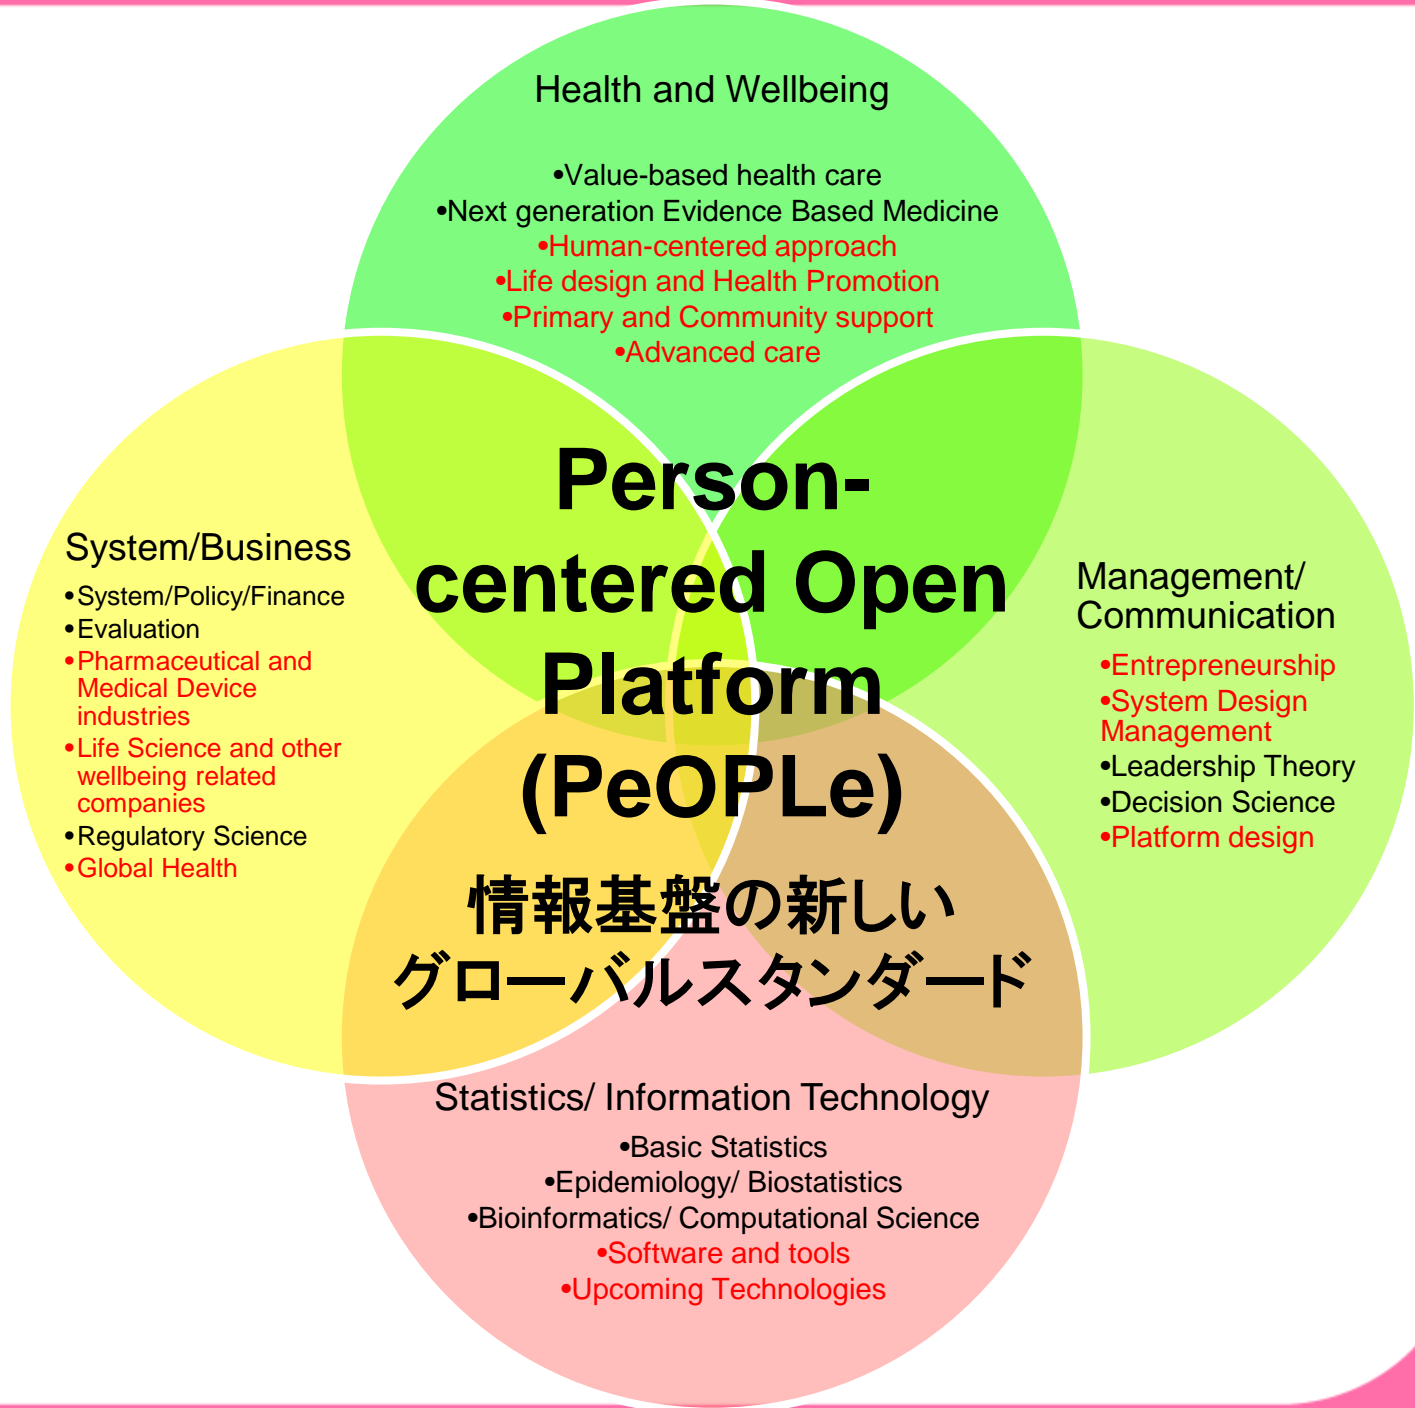 Health and Wellbeing
•Value-based health care
•Next generation Evidence Based Medicine
•Human-centered approach
•Life design and Health Promotion
•Primary and Community support
•Advanced care
Person-
centered Open
Platform
(PeOPLe)
情報基盤の新しい
グローバルスタンダード
System/Business
•System/Policy/Finance
•Evaluation
•Pharmaceutical and
Medical Device
industries
•Life Science and other
wellbeing related
companies
•Regulatory Science
•Global Health
Management/
Communication
•Entrepreneurship
•System Design
Management
•Leadership Theory
•Decision Science
•Platform design
Statistics/ Information Technology
•Basic Statistics
•Epidemiology/ Biostatistics
•Bioinformatics/ Computational Science
•Software and tools
•Upcoming Technologies